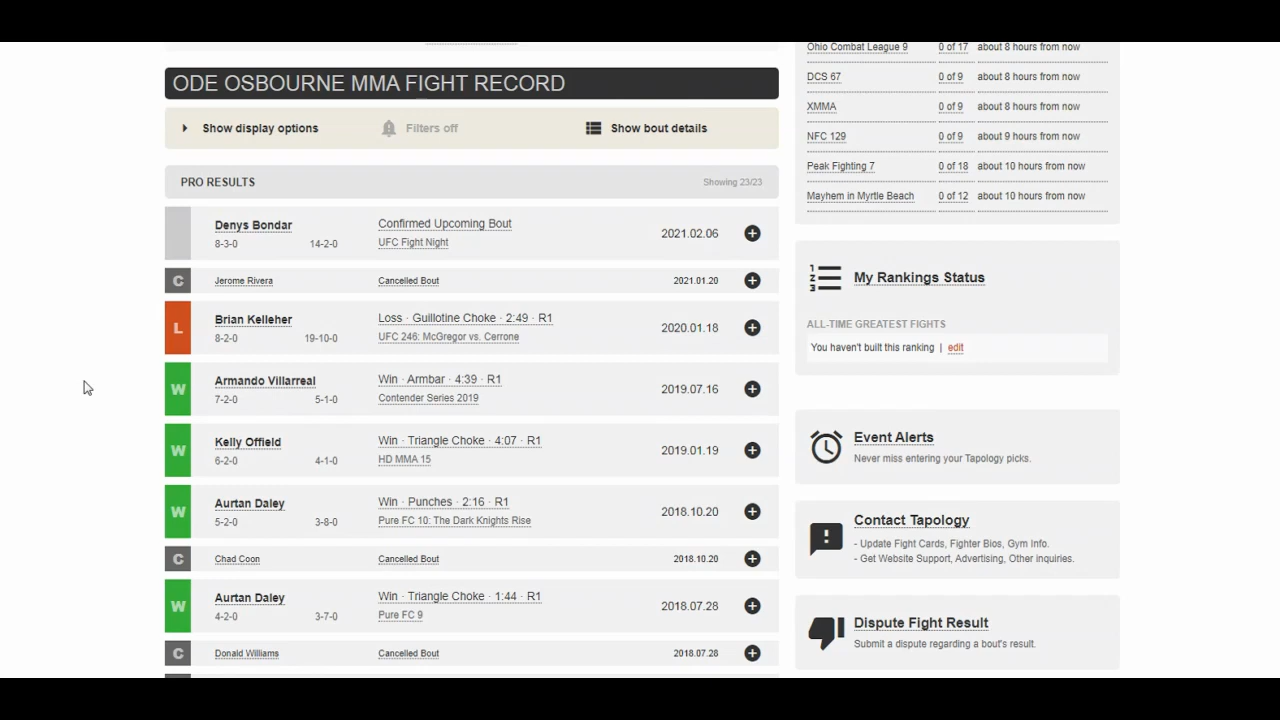 ODE OSBOURNE MMA FIGHT RECORD
Show display options
Filters off
Show bout details
PRO RESULTS
Showing 23/23
Denys Bondar
Confirmed Upcoming Bout
8-3-0
14-2-0
UFC Fight Night
2021.02.06
C
Jerome Rivera
Cancelled Bout
2021.01.20
L
Brian Kelleher
Loss · Guillotine Choke · 2:49 · R1
8-2-0
19-10-0
UFC 246: McGregor vs. Cerrone
2020.01.18
W
Armando Villarreal
Win · Armbar · 4:39 · R1
7-2-0
5-1-0
Contender Series 2019
2019.07.16
W
Kelly Offield
Win · Triangle Choke · 4:07 · R1
6-2-0
4-1-0
HD MMA 15
2019.01.19
W
Aurtan Daley
Win · Punches · 2:16 · R1
5-2-0
3-8-0
Pure FC 10: The Dark Knights Rise
2018.10.20
C
Chad Coon
Cancelled Bout
2018.10.20
W
Aurtan Daley
Win · Triangle Choke · 1:44 · R1
4-2-0
3-7-0
Pure FC 9
2018.07.28
C
Donald Williams
Cancelled Bout
2018.07.28
Ohio Combat League 9
0 of 17
about 8 hours from now
DCS 67
0 of 9
about 8 hours from now
XMMA
0 of 9
about 8 hours from now
NFC 129
0 of 9
about 9 hours from now
Peak Fighting 7
0 of 18
about 10 hours from now
Mayhem in Myrtle Beach
0 of 12
about 10 hours from now
1
2
3
My Rankings Status
ALL-TIME GREATEST FIGHTS
You haven't built this ranking | edit
Event Alerts
Never miss entering your Tapology picks.
Contact Tapology
- Update Fight Cards, Fighter Bios, Gym Info.
- Get Website Support, Advertising, Other inquiries.
Dispute Fight Result
Submit a dispute regarding a bout's result.